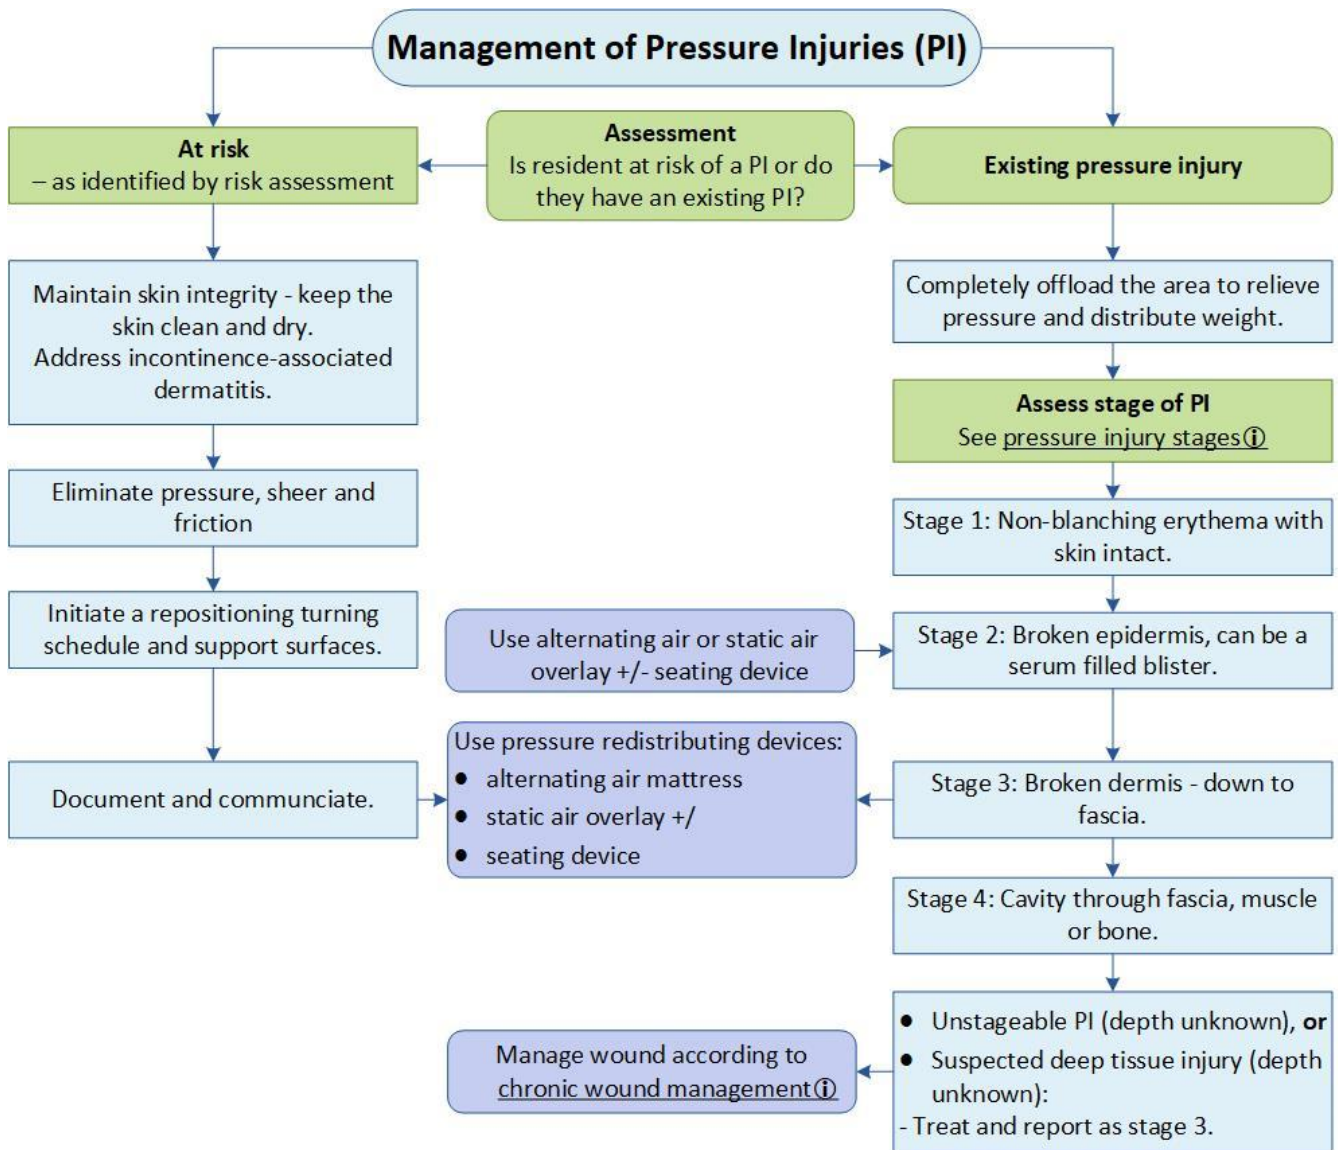 Management of Pressure Injuries (PI)
At risk
– as identified by risk assessment
Assessment
Is resident at risk of a PI or do
they have an existing PI?
Existing pressure injury
Maintain skin integrity - keep the
skin clean and dry.
Address incontinence-associated
dermatitis.
Eliminate pressure, sheer and
friction
Initiate a repositioning turning
schedule and support surfaces.
Document and communciate.
Completely offload the area to relieve
pressure and distribute weight.
Assess stage of PI
See pressure injury stagesⓘ
Stage 1: Non-blanching erythema with
skin intact.
Use alternating air or static air
overlay +/- seating device
Stage 2: Broken epidermis, can be a
serum filled blister.
Use pressure redistributing devices:
● alternating air mattress
● static air overlay +/
● seating device
Stage 3: Broken dermis - down to
fascia.
Stage 4: Cavity through fascia, muscle
or bone.
● Unstageable PI (depth unknown), or
● Suspected deep tissue injury (depth
unknown):
- Treat and report as stage 3.
Manage wound according to
chronic wound managementⓘ